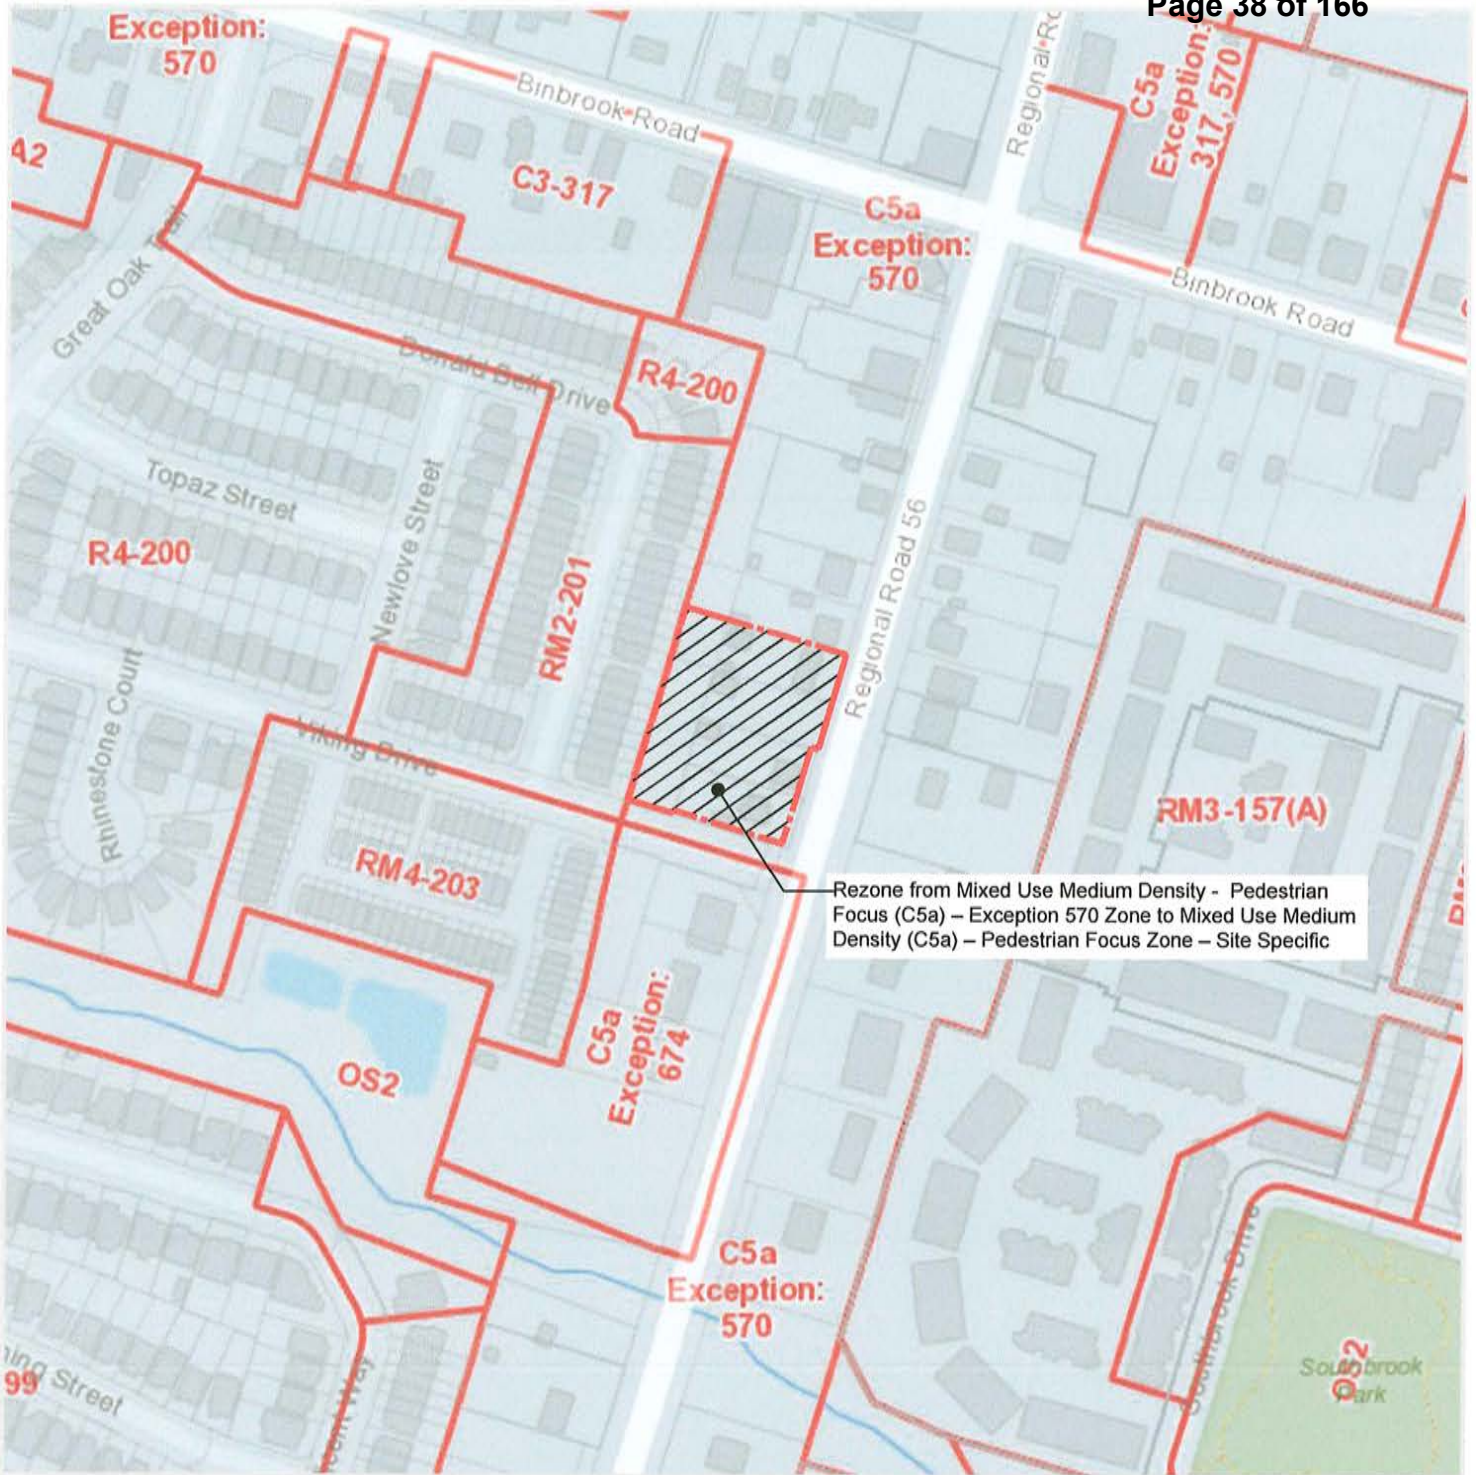 Page 38 of 166
Exception:
570
Binbrook Road
Regional
C5a
Exception:
317, 570
A2
C3-317
C5a
Exception:
570
Great Oak Trail
Binbrook Road
Donald Bell Drive
R4-200
Topaz Street
Newlove Street
R4-200
RM2-201
Regional Road 56
Rhinestone Court
Viking Drive
RM3-157(A)
RM4-203
Rezone from Mixed Use Medium Density - Pedestrian
Focus (C5a) – Exception 570 Zone to Mixed Use Medium
Density (C5a) – Pedestrian Focus Zone – Site Specific
C5a
Exception:
674
OS2
C5a
Exception:
570
Southbrook Drive
Southbrook
Park
99
Street
Way